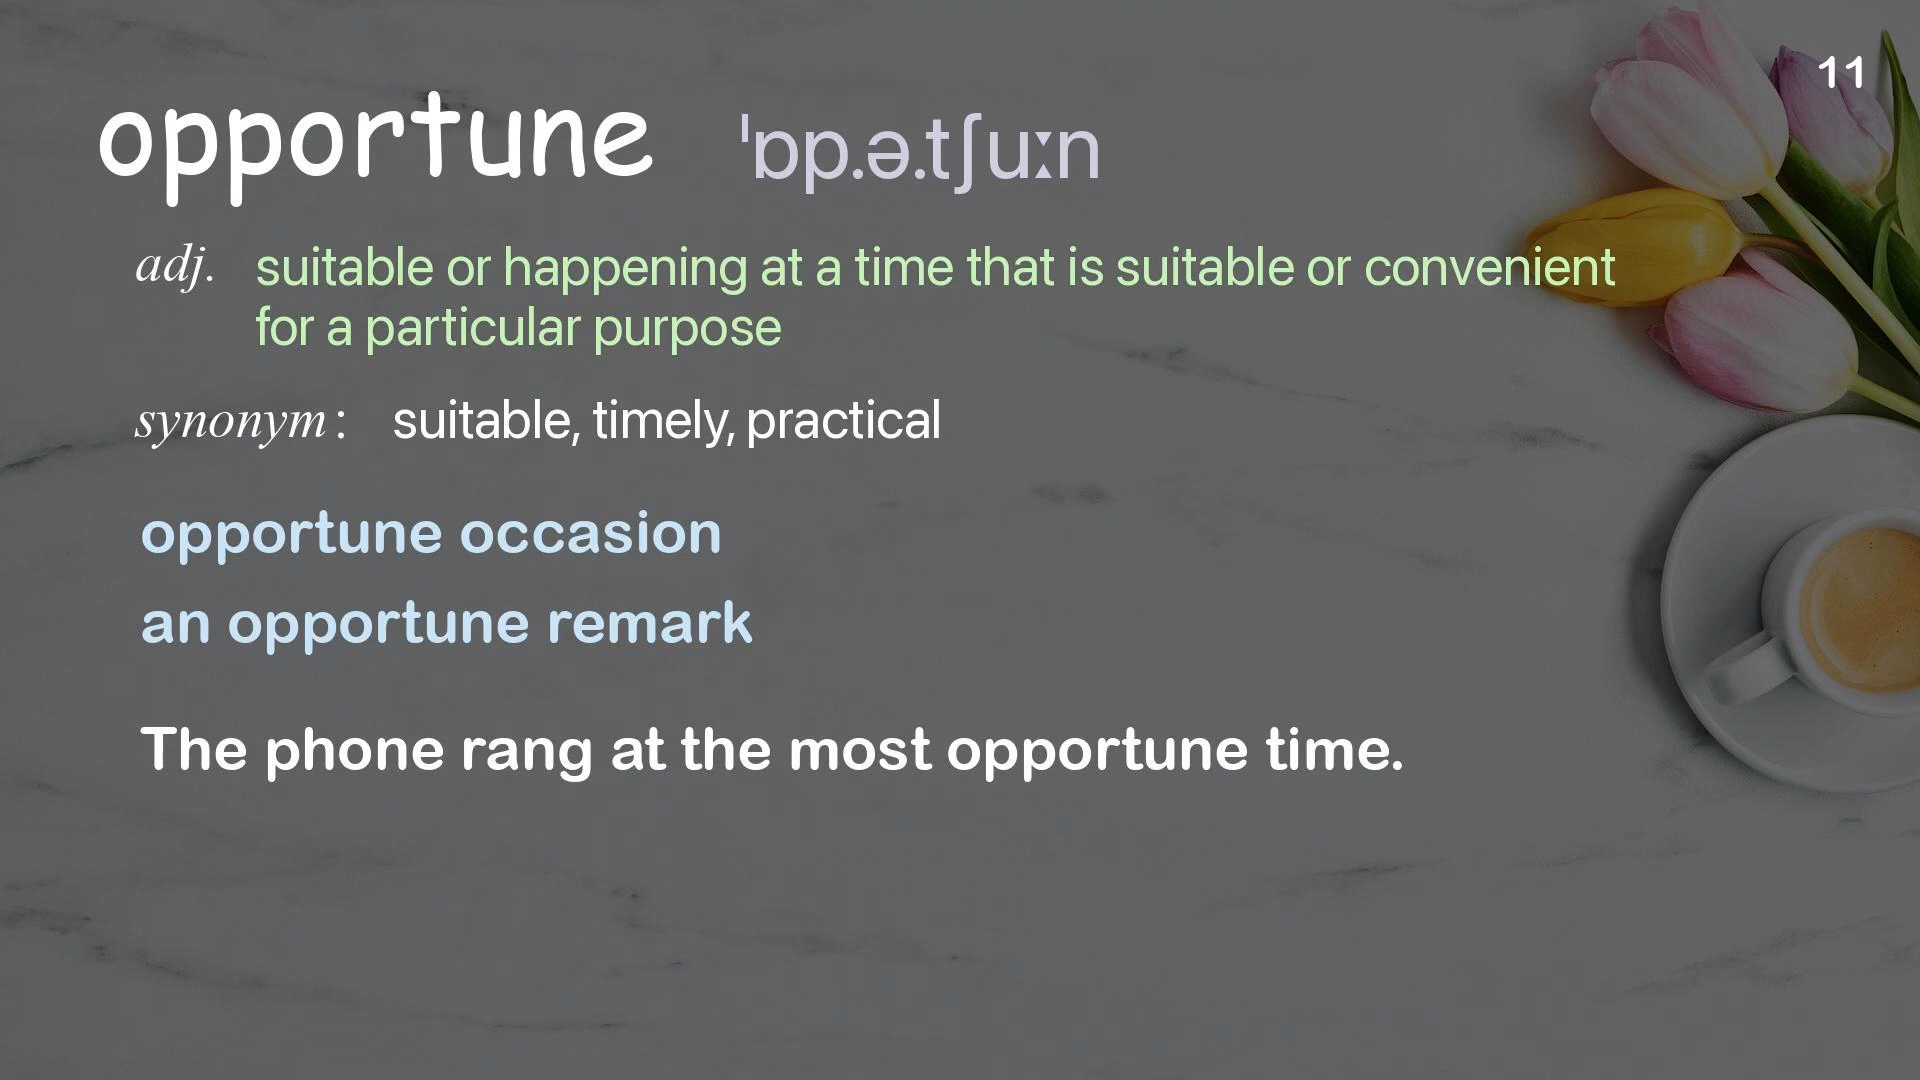 11
opportune ˈɒp.ə.tʃuːn
adj. suitable or happening at a time that is suitable or convenient
for a particular purpose
synonym: suitable, timely, practical
opportune occasion
an opportune remark
The phone rang at the most opportune time.